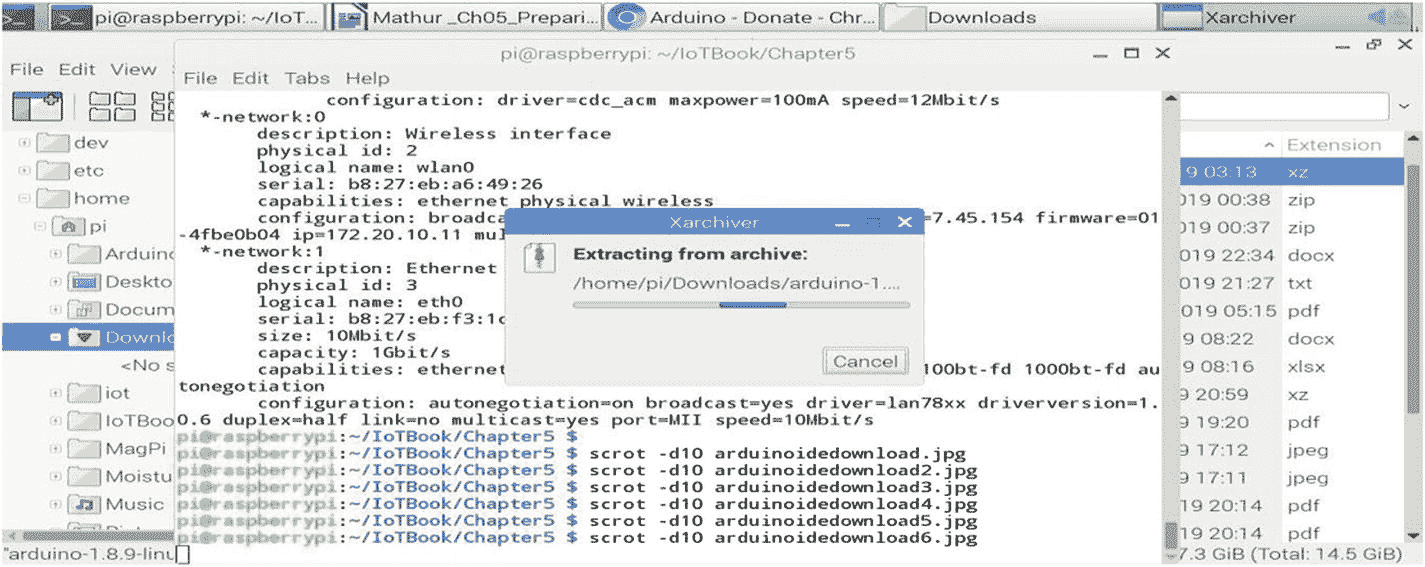 pi@raspberrypi: ~/IoT... Mathur _Ch05_Prepari... Arduino - Donate - Chr... Downloads Xarchiver
pi@raspberrypi: ~/IoTBook/Chapter5
File Edit View
File Edit Tabs Help
configuration: driver=cdc_acm maxpower=100mA speed=12Mbit/s
*-network:0
description: Wireless interface
physical id: 2
logical name: wlan0
serial: b8:27:eb:a6:49:26
capabilities: ethernet physical wireless
configuration: broadca
=7.45.154 firmware=01
-4fbe0b04 ip=172.20.10.11 mul
*-network:1
description: Ethernet
physical id: 3
logical name: eth0
serial: b8:27:eb:f3:1c
size: 10Mbit/s
capacity: 1Gbit/s
capabilities: ethernet
100bt-fd 1000bt-fd au
tonegotiation
configuration: autonegotiation=on broadcast=yes driver=lan78xx driverversion=1.
0.6 duplex=half link=no multicast=yes port=MII speed=10Mbit/s
pi@raspberrypi:~/IoTBook/Chapter5 $
pi@raspberrypi:~/IoTBook/Chapter5 $ scrot -d10 arduinoidedownload.jpg
pi@raspberrypi:~/IoTBook/Chapter5 $ scrot -d10 arduinoidedownload2.jpg
pi@raspberrypi:~/IoTBook/Chapter5 $ scrot -d10 arduinoidedownload3.jpg
pi@raspberrypi:~/IoTBook/Chapter5 $ scrot -d10 arduinoidedownload4.jpg
pi@raspberrypi:~/IoTBook/Chapter5 $ scrot -d10 arduinoidedownload5.jpg
pi@raspberrypi:~/IoTBook/Chapter5 $ scrot -d10 arduinoidedownload6.jpg
Xarchiver
Extracting from archive:
/home/pi/Downloads/arduino-1....
Cancel
dev
etc
home
pi
Arduino
Deskto
Docum
Downlo
<No s
iot
IoTBoo
MagPi
Moistu
Music
"arduino-1.8.9-linu
Extension
9 03:13 xz
019 00:38 zip
019 00:37 zip
019 22:34 docx
019 21:27 txt
019 05:15 pdf
9 08:22 docx
9 08:16 xlsx
9 20:59 xz
9 19:20 pdf
9 17:12 jpeg
9 17:11 jpeg
19 20:14 pdf
19 20:14 pdf
7.3 GiB (Total: 14.5 GiB)